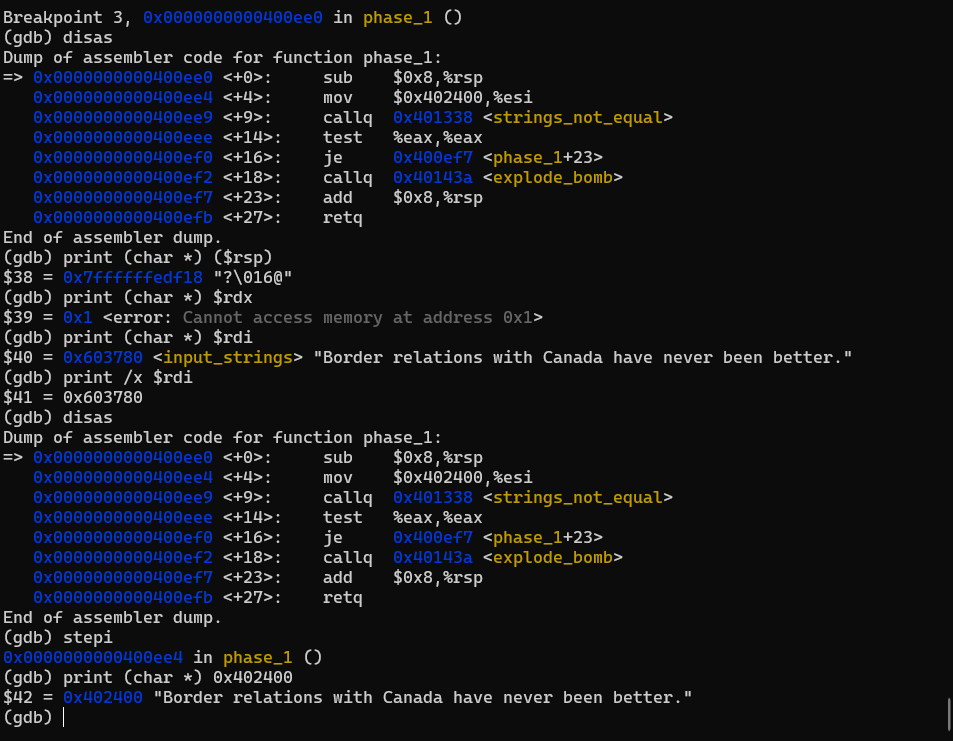 Breakpoint 3, 0x0000000000400ee0 in phase_1 ()
(gdb) disas
Dump of assembler code for function phase_1:
=> 0x0000000000400ee0 <+0>:     sub    $0x8,%rsp
   0x0000000000400ee4 <+4>:     mov    $0x402400,%esi
   0x0000000000400ee9 <+9>:     callq  0x401338 <strings_not_equal>
   0x0000000000400eee <+14>:    test   %eax,%eax
   0x0000000000400ef0 <+16>:    je     0x400ef7 <phase_1+23>
   0x0000000000400ef2 <+18>:    callq  0x40143a <explode_bomb>
   0x0000000000400ef7 <+23>:    add    $0x8,%rsp
   0x0000000000400efb <+27>:    retq
End of assembler dump.
(gdb) print (char *) ($rsp)
$38 = 0x7ffffffedf18 "?\016@"
(gdb) print (char *) $rdx
$39 = 0x1 <error: Cannot access memory at address 0x1>
(gdb) print (char *) $rdi
$40 = 0x603780 <input_strings> "Border relations with Canada have never been better."
(gdb) print /x $rdi
$41 = 0x603780
(gdb) disas
Dump of assembler code for function phase_1:
=> 0x0000000000400ee0 <+0>:     sub    $0x8,%rsp
   0x0000000000400ee4 <+4>:     mov    $0x402400,%esi
   0x0000000000400ee9 <+9>:     callq  0x401338 <strings_not_equal>
   0x0000000000400eee <+14>:    test   %eax,%eax
   0x0000000000400ef0 <+16>:    je     0x400ef7 <phase_1+23>
   0x0000000000400ef2 <+18>:    callq  0x40143a <explode_bomb>
   0x0000000000400ef7 <+23>:    add    $0x8,%rsp
   0x0000000000400efb <+27>:    retq
End of assembler dump.
(gdb) stepi
0x0000000000400ee4 in phase_1 ()
(gdb) print (char *) 0x402400
$42 = 0x402400 "Border relations with Canada have never been better."
(gdb)